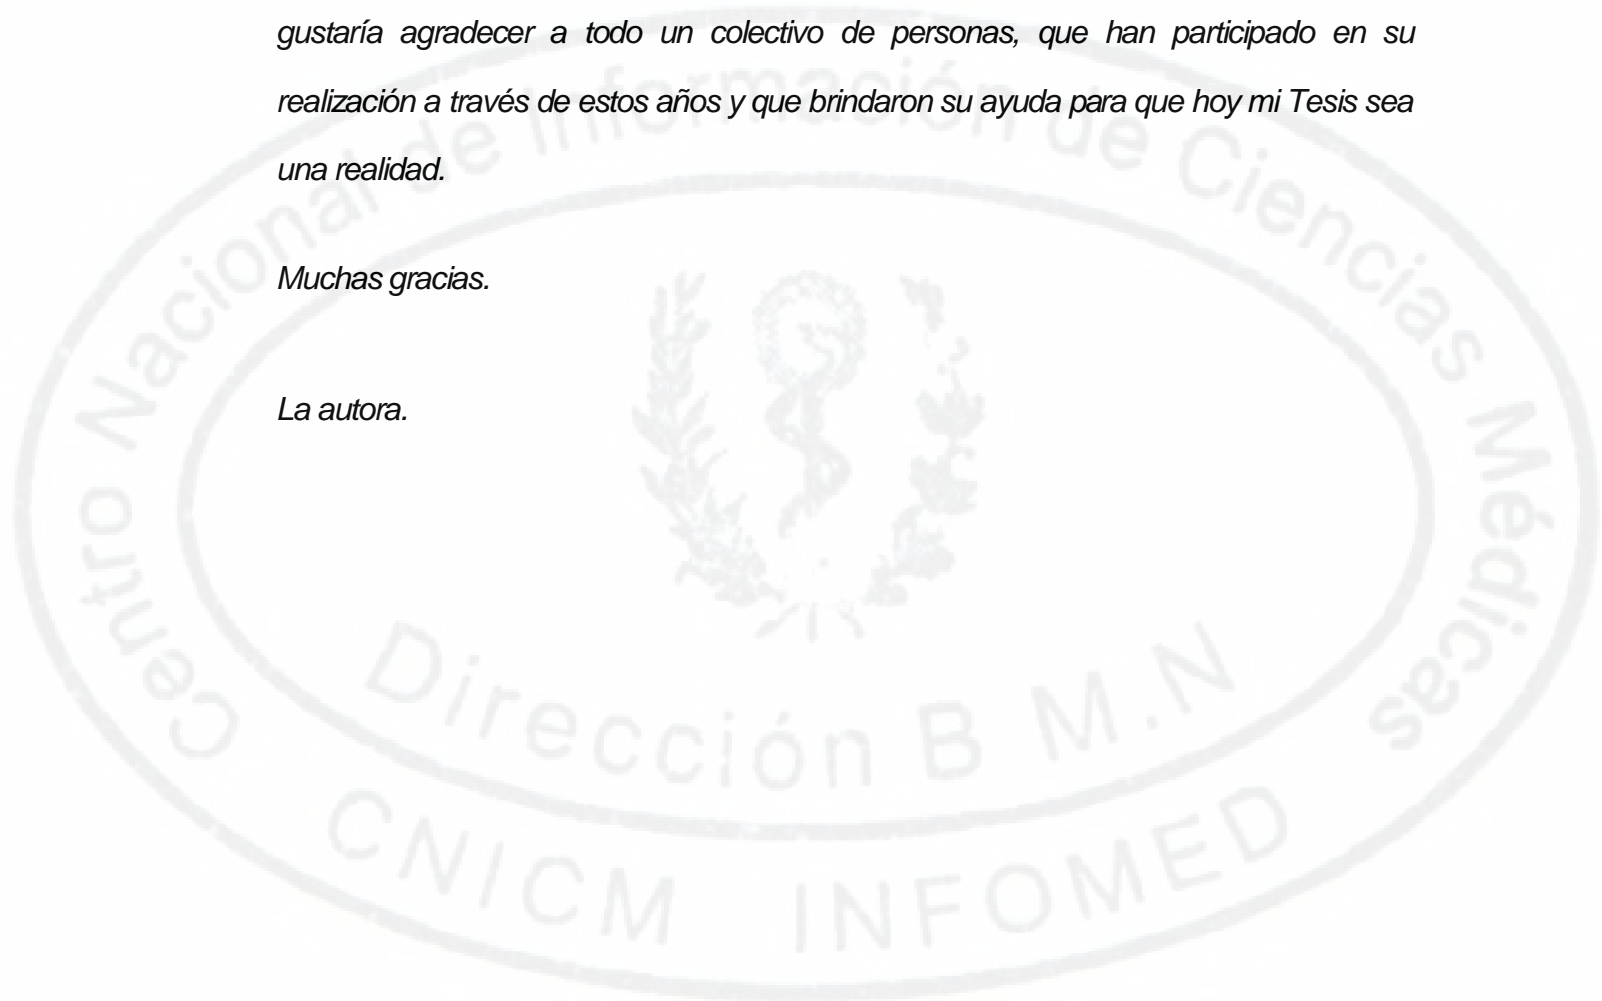 gustaría agradecer a todo un colectivo de personas, que han participado en su
realización a través de estos años y que brindaron su ayuda para que hoy mi Tesis sea
una realidad.
Muchas gracias.
La autora.
Centro Nacional de Información de Ciencias Médicas
Dirección B M.N
CNICM INFOMED